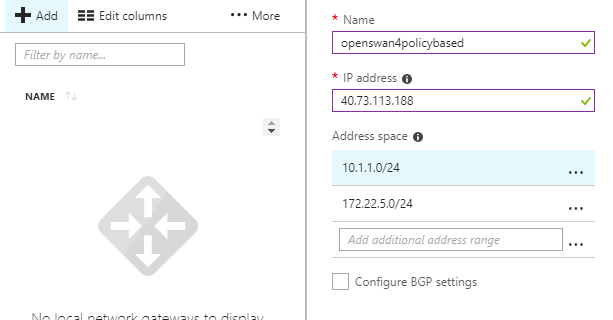 Add
Edit columns
More
Filter by name...
NAME
No local network gateways to display
* Name
openswan4policybased
* IP address
40.73.113.188
Address space
10.1.1.0/24
...
172.22.5.0/24
...
Add additional address range
...
Configure BGP settings